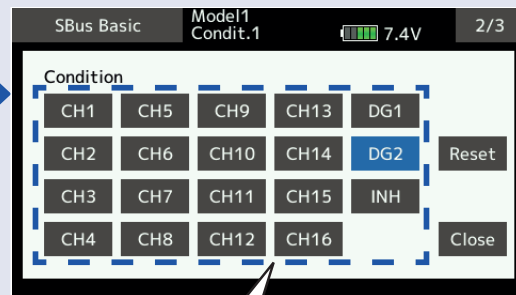 SBus Basic Model1 Condit.1 7.4V 2/3
Condition
CH1 CH5 CH9 CH13 DG1
CH2 CH6 CH10 CH14 DG2 Reset
CH3 CH7 CH11 CH15 INH
CH4 CH8 CH12 CH16 Close